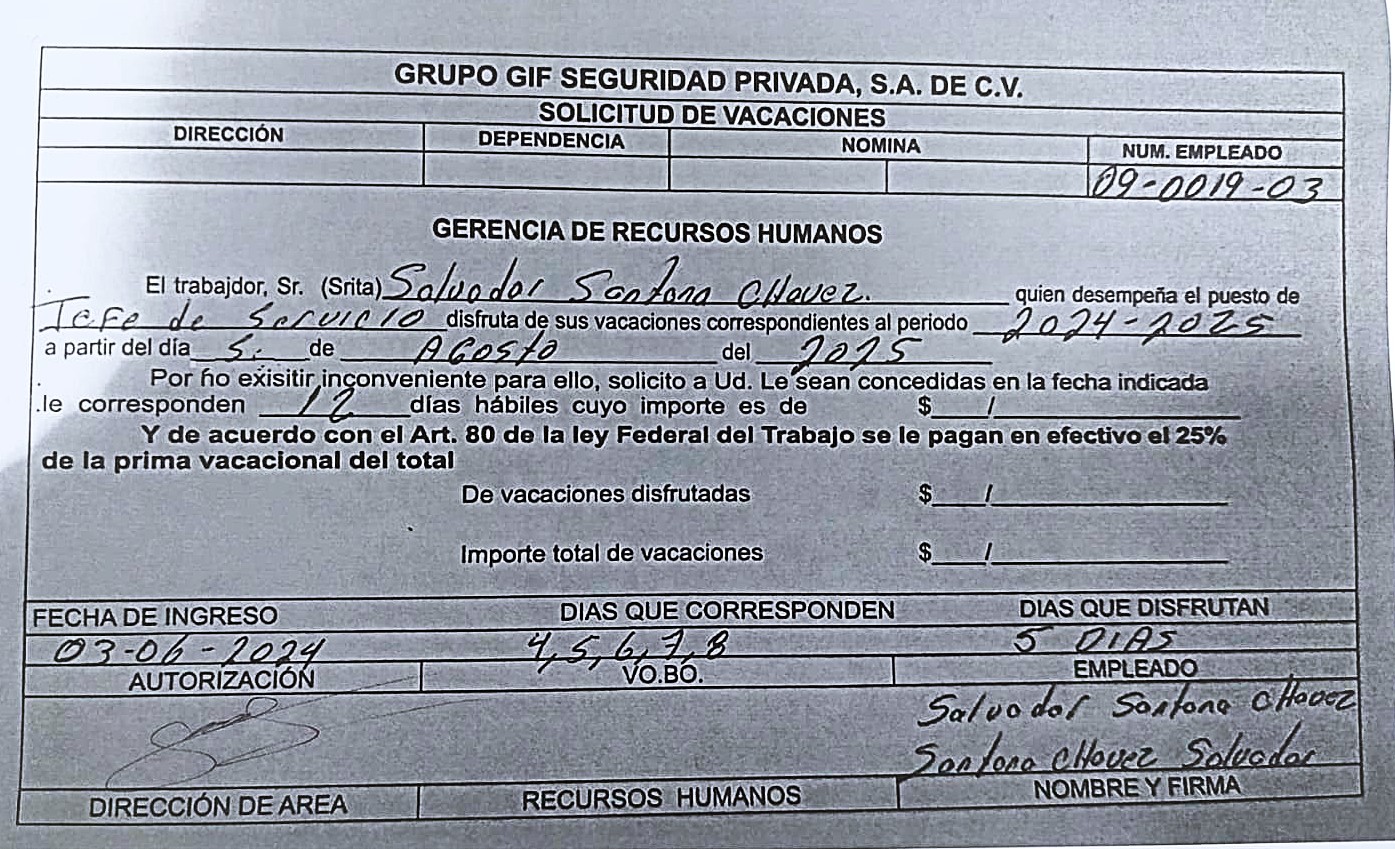 GRUPO GIF SEGURIDAD PRIVADA, S.A. DE C.V.
SOLICITUD DE VACACIONES
DIRECCIÓN DEPENDENCIA NOMINA NUM. EMPLEADO
09-0019-03
GERENCIA DE RECURSOS HUMANOS
El trabajdor, Sr. (Srita) Salvador Santana CHavez. quien desempeña el puesto de
Jefe de Servicio disfruta de sus vacaciones correspondientes al periodo 2024-2025
a partir del día 5. de AGosto del 2025
Por ño exisitir inconveniente para ello, solicito a Ud. Le sean concedidas en la fecha indicada
.le corresponden 12 días hábiles cuyo importe es de $ /
Y de acuerdo con el Art. 80 de la ley Federal del Trabajo se le pagan en efectivo el 25%
de la prima vacacional del total
De vacaciones disfrutadas $ /
Importe total de vacaciones $ /
FECHA DE INGRESO DIAS QUE CORRESPONDEN DIAS QUE DISFRUTAN
03-06-2024 4,5,6,7,8 5 DIAS
AUTORIZACIÓN VO.BO. EMPLEADO
Salvador Santana CHavez
Santana CHavez Salvador
DIRECCIÓN DE AREA RECURSOS HUMANOS NOMBRE Y FIRMA